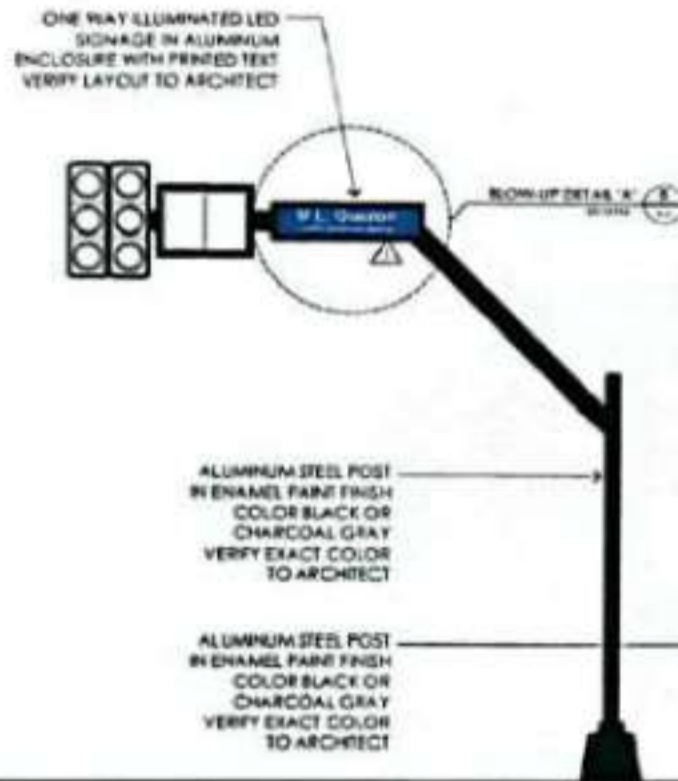 ONE WAY ILLUMINATED LED
SIGNAGE IN ALUMINUM
ENCLOSURE WITH PRINTED TEXT
VERIFY LAYOUT TO ARCHITECT
BLOW-UP DETAIL "A"
M.L. Quezon
ALUMINUM STEEL POST
IN ENAMEL PAINT FINISH
COLOR BLACK OR
CHARCOAL GRAY
VERIFY EXACT COLOR
TO ARCHITECT
ALUMINUM STEEL POST
IN ENAMEL PAINT FINISH
COLOR BLACK OR
CHARCOAL GRAY
VERIFY EXACT COLOR
TO ARCHITECT